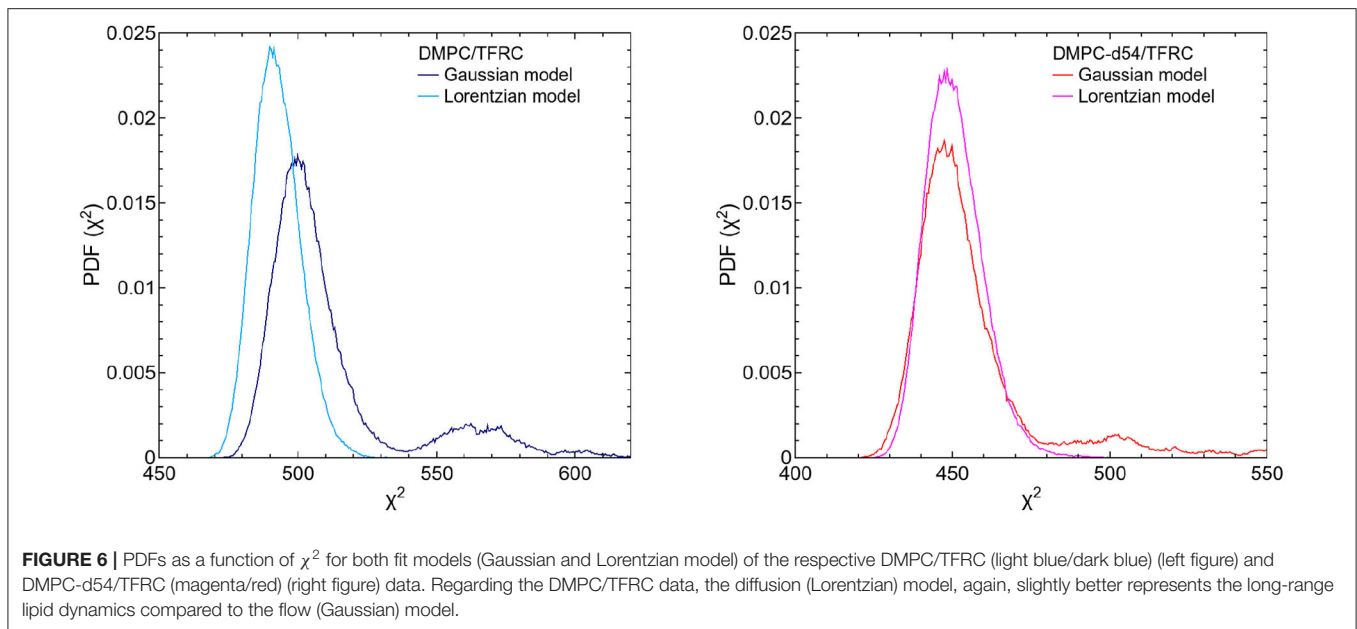 0.025
0.02
0.015
0.01
0.005
0
PDF (χ²)
450
500
550
600
χ²
DMPC/TFRC
Gaussian model
Lorentzian model
0.025
0.02
0.015
0.01
0.005
0
PDF (χ²)
400
450
500
550
χ²
DMPC-d54/TFRC
Gaussian model
Lorentzian model
FIGURE 6 | PDFs as a function of χ² for both fit models (Gaussian and Lorentzian model) of the respective DMPC/TFRC (light blue/dark blue) (left figure) and
DMPC-d54/TFRC (magenta/red) (right figure) data. Regarding the DMPC/TFRC data, the diffusion (Lorentzian) model, again, slightly better represents the long-range
lipid dynamics compared to the flow (Gaussian) model.